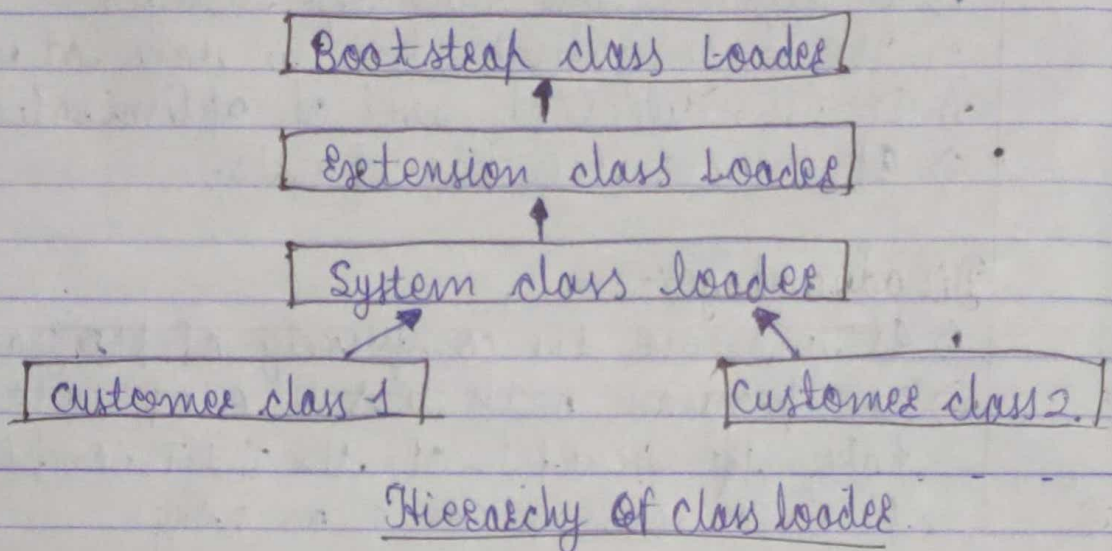 Bootstrap class Loader
Extension class Loader
System class loader
customer class 1
Customer class 2.
Hierarchy Of class loader.